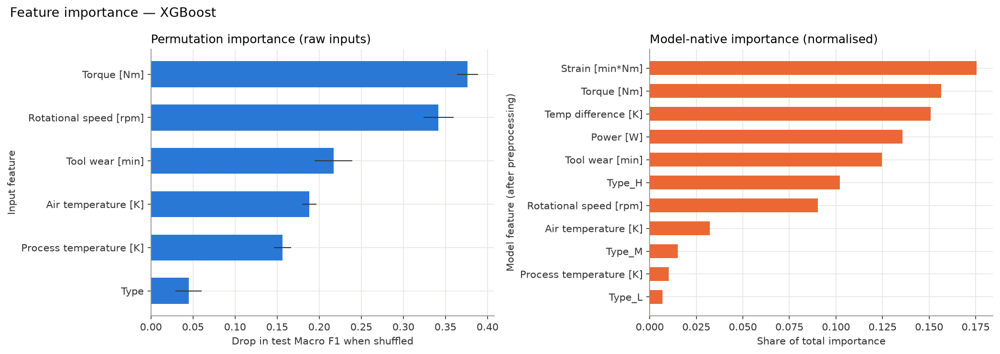 Feature importance — XGBoost
Permutation importance (raw inputs)
Input feature
Torque [Nm]
Rotational speed [rpm]
Tool wear [min]
Air temperature [K]
Process temperature [K]
Type
0.00 0.05 0.10 0.15 0.20 0.25 0.30 0.35 0.40
Drop in test Macro F1 when shuffled
Model-native importance (normalised)
Model feature (after preprocessing)
Strain [min*Nm]
Torque [Nm]
Temp difference [K]
Power [W]
Tool wear [min]
Type_H
Rotational speed [rpm]
Air temperature [K]
Type_M
Process temperature [K]
Type_L
0.000 0.025 0.050 0.075 0.100 0.125 0.150 0.175
Share of total importance